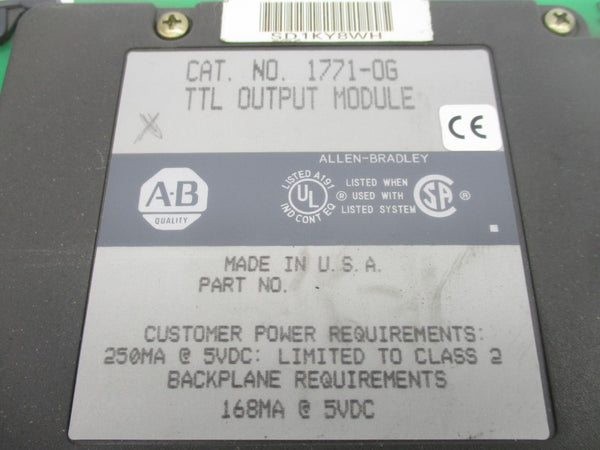 SD1KY8WH
CAT. NO. 1771-OG
TTL OUTPUT MODULE
CE
ALLEN-BRADLEY
A·B
QUALITY
LISTED A191
UL
IND CONT EQ
®
LISTED WHEN
USED WITH
LISTED SYSTEM
SA
®
MADE IN U.S.A.
PART NO.
CUSTOMER POWER REQUIREMENTS:
250MA @ 5VDC: LIMITED TO CLASS 2
BACKPLANE REQUIREMENTS
168MA @ 5VDC